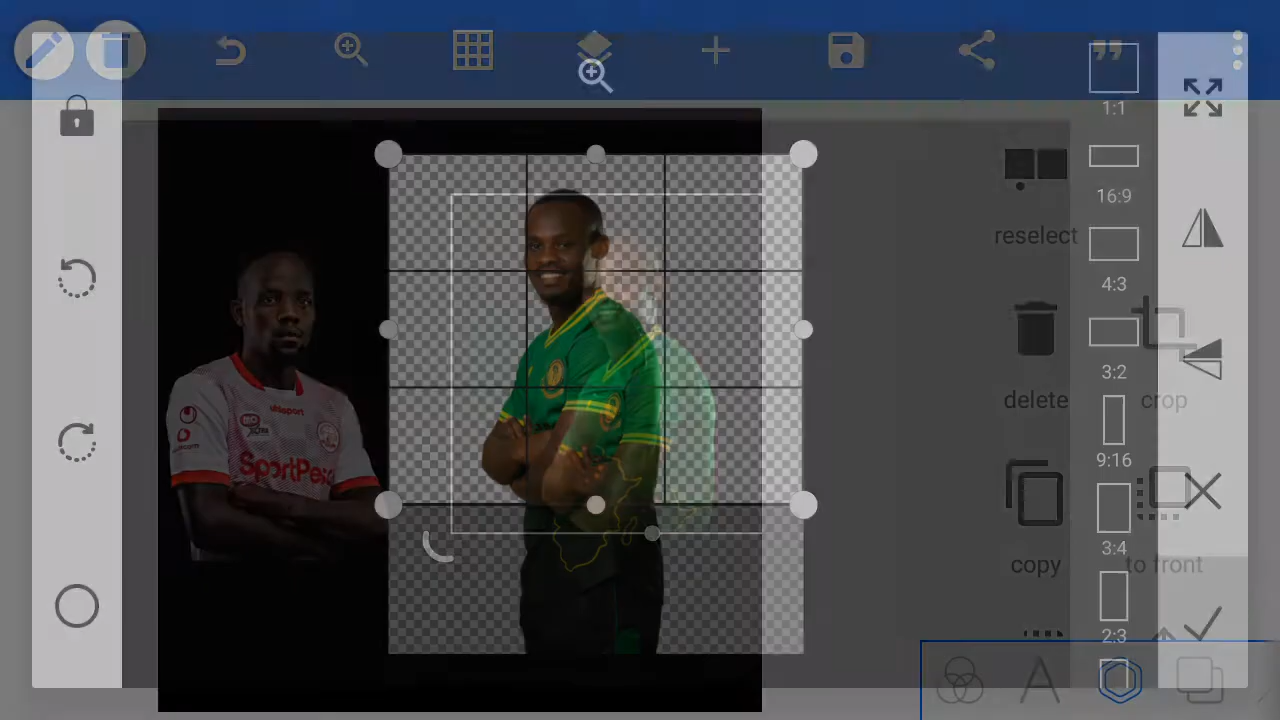 1:1
16:9
reselect
4:3
3:2
delete
crop
9:16
3:4
copy
to front
2:3
uhlsport
SportPesa